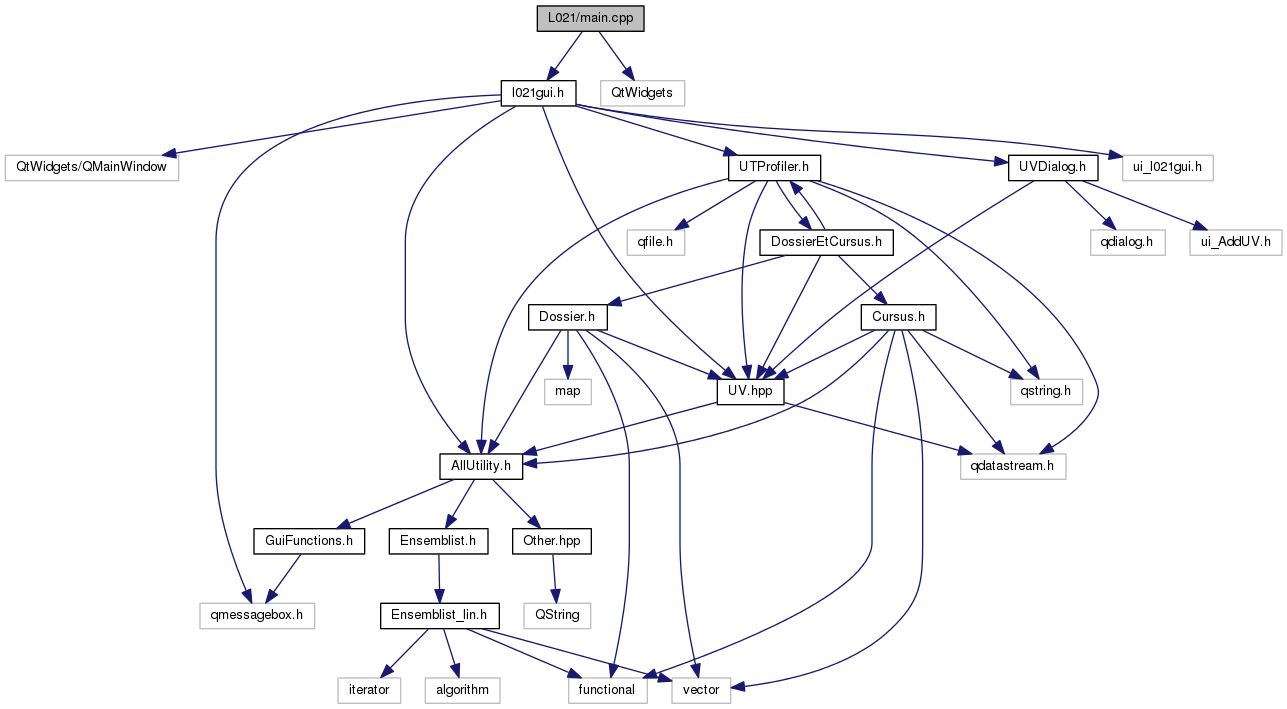 L021/main.cpp
l021gui.h
QtWidgets
QtWidgets/QMainWindow
UTProfiler.h
UVDialog.h
ui_l021gui.h
qfile.h
DossierEtCursus.h
qdialog.h
ui_AddUV.h
Dossier.h
Cursus.h
map
UV.hpp
qstring.h
AllUtility.h
qdatastream.h
GuiFunctions.h
Ensemblist.h
Other.hpp
qmessagebox.h
Ensemblist_lin.h
QString
iterator
algorithm
functional
vector